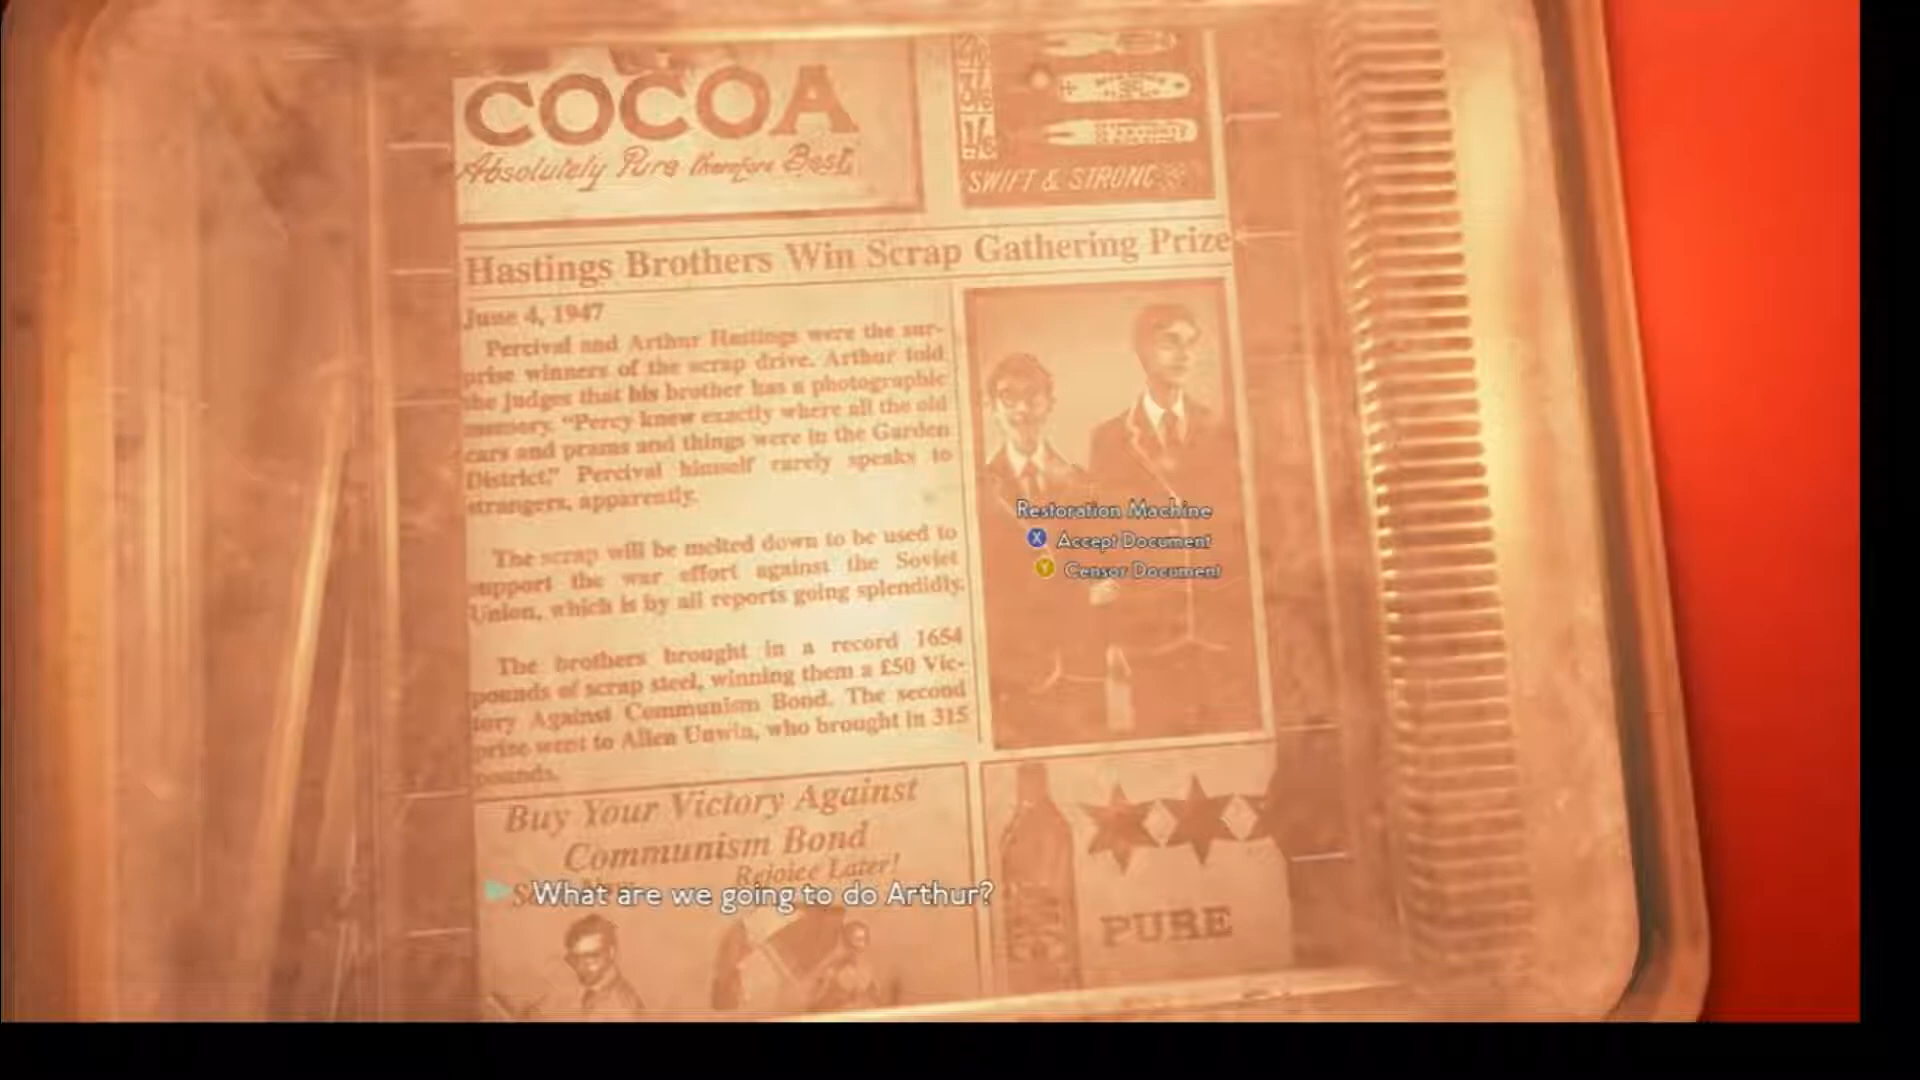 COCOA
Absolutely Pure therefore Best.
1/6
SWIFT & STRONG
Hastings Brothers Win Scrap Gathering Prize
June 4, 1947
Percival and Arthur Hastings were the sur-
prise winners of the scrap drive. Arthur told
the judges that his brother has a photographic
memory. “Percy knew exactly where all the old
cars and prams and things were in the Garden
District.” Percival himself rarely speaks to
strangers, apparently.
The scrap will be melted down to be used to
support the war effort against the Soviet
Union, which is by all reports going splendidly.
The brothers brought in a record 1654
pounds of scrap steel, winning them a £50 Vic-
tory Against Communism Bond. The second
prize went to Allen Unwin, who brought in 315
pounds.
Restoration Machine
X Accept Document
Y Censor Document
Buy Your Victory Against
Communism Bond
Rejoice Later!
What are we going to do Arthur?
PURE